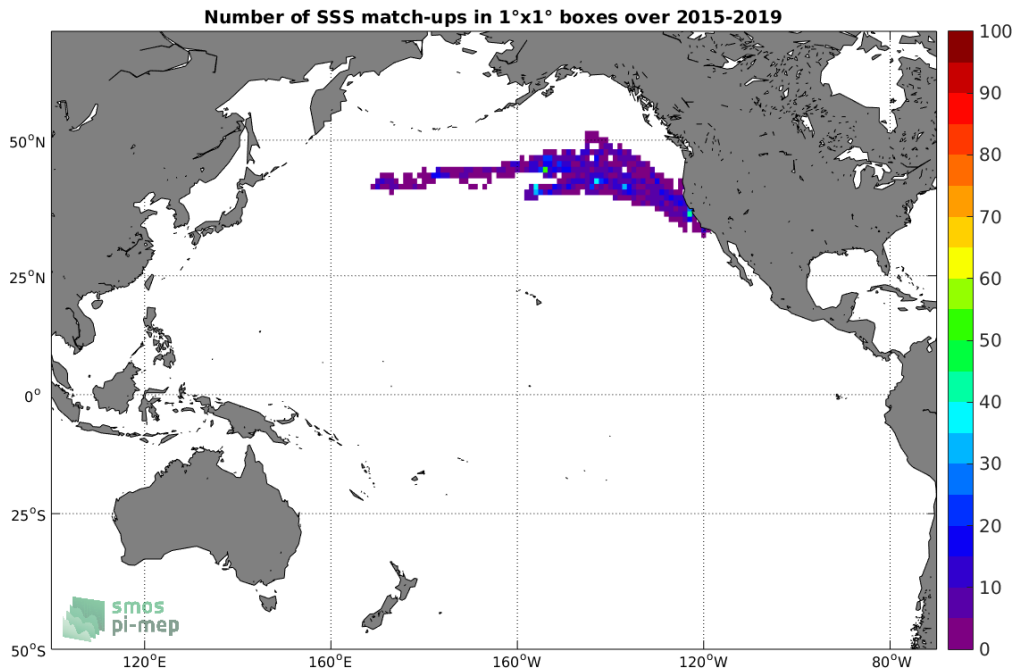 Number of SSS match-ups in 1°x1° boxes over 2015-2019
100
90
80
70
60
50
40
30
20
10
0
50°N
25°N
0°
25°S
50°S
120°E
160°E
160°W
120°W
80°W
smos
pi-mep